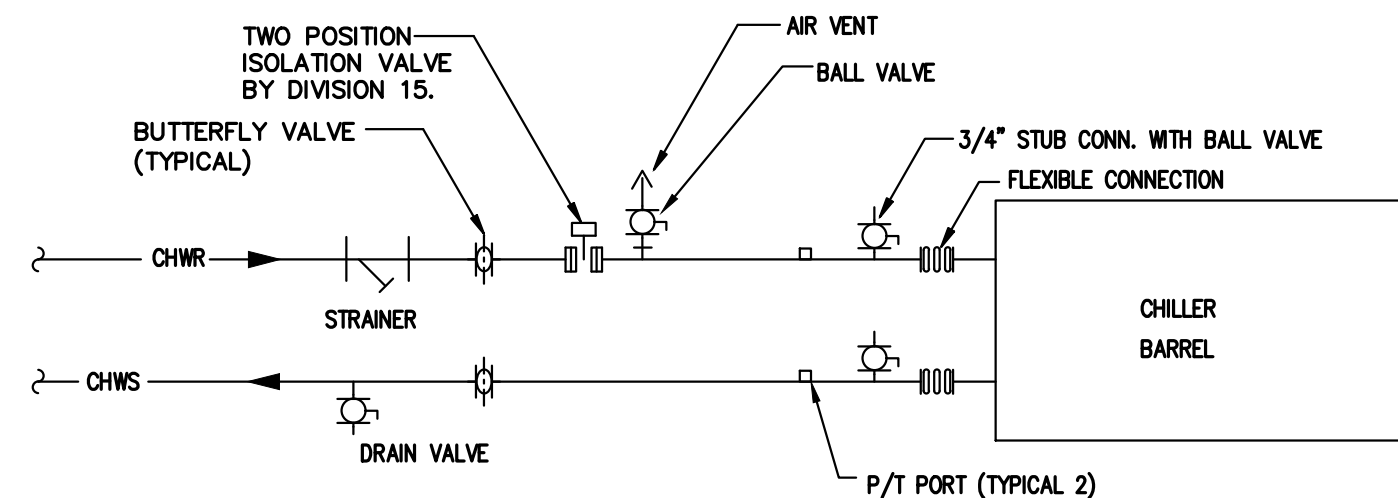 TWO POSITION
ISOLATION VALVE
BY DIVISION 15.
AIR VENT
BALL VALVE
BUTTERFLY VALVE
(TYPICAL)
3/4" STUB CONN. WITH BALL VALVE
FLEXIBLE CONNECTION
CHWR
STRAINER
CHILLER
BARREL
CHWS
DRAIN VALVE
P/T PORT (TYPICAL 2)